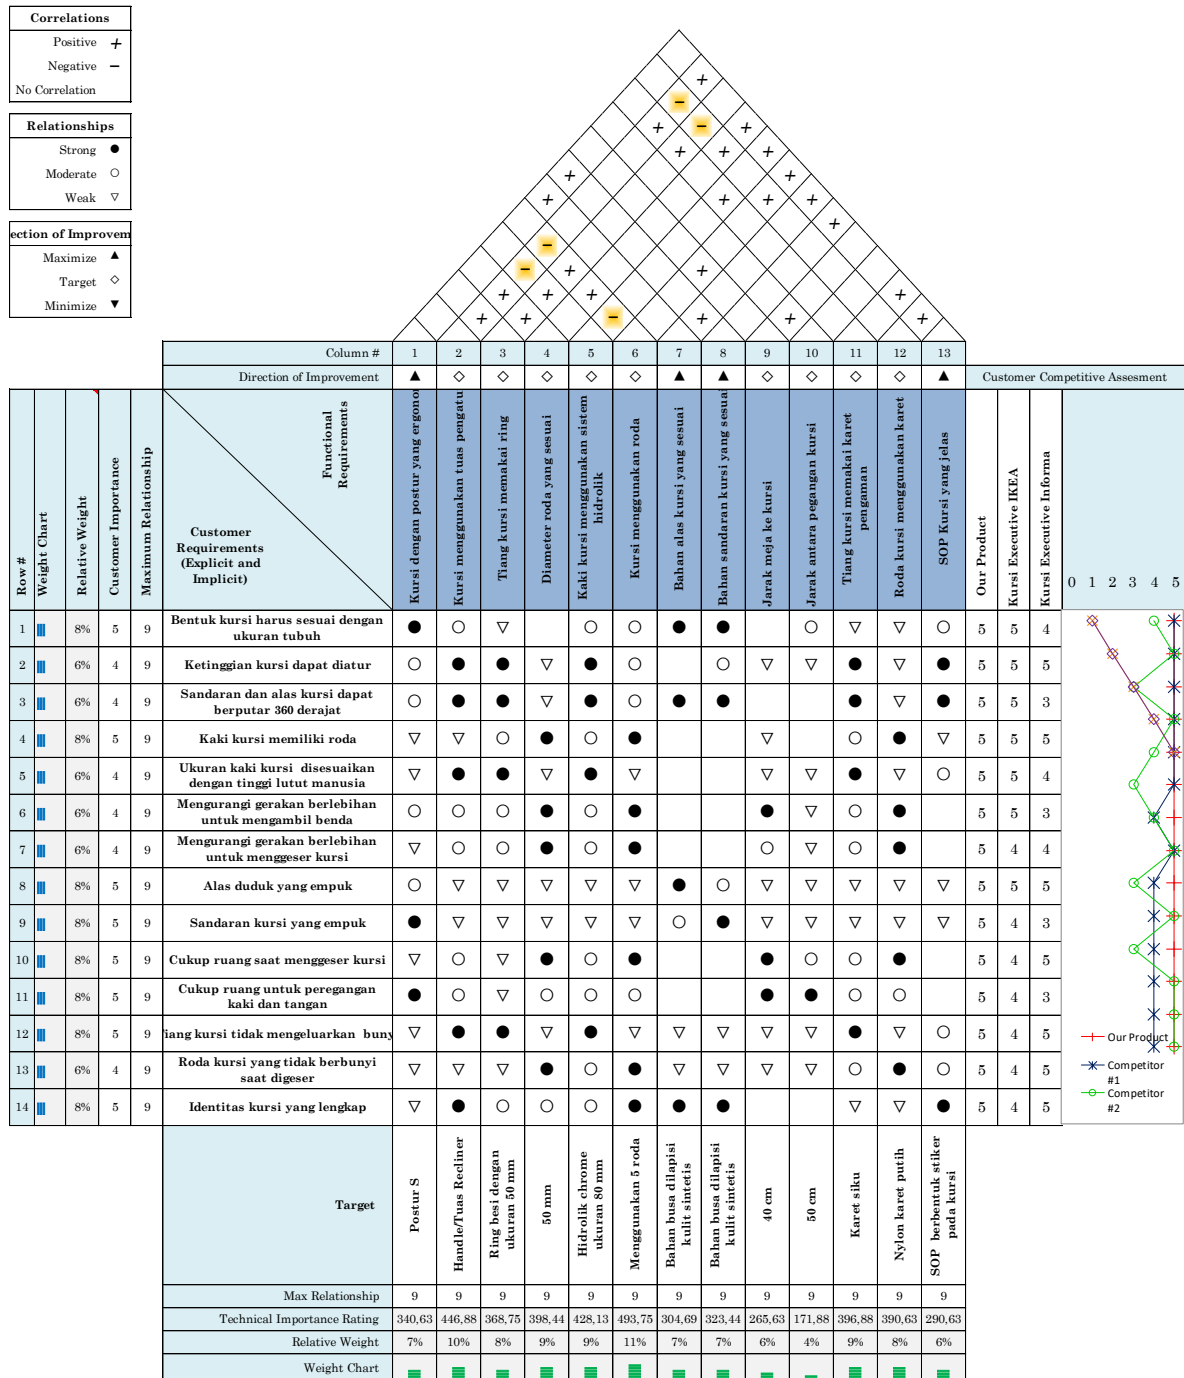 Correlations
Positive +
Negative −
No Correlation
Relationships
Strong ●
Moderate ○
Weak ▽
ection of Improvem
Maximize ▲
Target ◇
Minimize ▼
Column # 1 2 3 4 5 6 7 8 9 10 11 12 13
Direction of Improvement ▲ ◇ ◇ ◇ ◇ ◇ ▲ ▲ ◇ ◇ ◇ ◇ ▲
Customer Competitive Assesment
Row #
Weight Chart
Relative Weight
Customer Importance
Maximum Relationship
Functional
Requirements
Customer
Requirements
(Explicit and
Implicit)
Kursi dengan postur yang ergonom
Kursi menggunakan tuas pengatu
Tiang kursi memakai ring
Diameter roda yang sesuai
Kaki kursi menggunakan sistem
hidrolik
Kursi menggunakan roda
Bahan alas kursi yang sesuai
Bahan sandaran kursi yang sesuai
Jarak meja ke kursi
Jarak antara pegangan kursi
Tiang kursi memakai karet
pengaman
Roda kursi menggunakan karet
SOP Kursi yang jelas
Our Product
Kursi Executive IKEA
Kursi Executive Informa
0 1 2 3 4 5
1 8% 5 9 Bentuk kursi harus sesuai dengan
ukuran tubuh ● ○ ▽ ○ ○ ● ● ○ ▽ ▽ ○ 5 5 4
2 6% 4 9 Ketinggian kursi dapat diatur ○ ● ● ▽ ● ○ ○ ▽ ▽ ● ▽ ● 5 5 5
3 6% 4 9 Sandaran dan alas kursi dapat
berputar 360 derajat ○ ● ● ▽ ● ○ ● ● ● ▽ ● 5 5 3
4 8% 5 9 Kaki kursi memiliki roda ▽ ▽ ○ ● ○ ● ▽ ○ ● ▽ 5 5 5
5 6% 4 9 Ukuran kaki kursi disesuaikan
dengan tinggi lutut manusia ▽ ● ● ▽ ● ▽ ▽ ▽ ● ▽ ○ 5 5 4
6 6% 4 9 Mengurangi gerakan berlebihan
untuk mengambil benda ○ ○ ○ ● ○ ● ● ▽ ○ ● 5 5 3
7 6% 4 9 Mengurangi gerakan berlebihan
untuk menggeser kursi ▽ ○ ○ ● ○ ● ○ ▽ ○ ● 5 4 4
8 8% 5 9 Alas duduk yang empuk ○ ▽ ▽ ▽ ▽ ▽ ● ○ ▽ ▽ ▽ ▽ ▽ 5 5 5
9 8% 5 9 Sandaran kursi yang empuk ● ▽ ▽ ▽ ▽ ▽ ○ ● ▽ ▽ ▽ ▽ ▽ 5 4 3
10 8% 5 9 Cukup ruang saat menggeser kursi ▽ ○ ▽ ● ○ ● ● ○ ○ ● 5 4 5
11 8% 5 9 Cukup ruang untuk peregangan
kaki dan tangan ● ○ ▽ ○ ○ ○ ● ● ○ ○ 5 4 3
12 8% 5 9 Tiang kursi tidak mengeluarkan buny ▽ ● ● ▽ ● ▽ ▽ ▽ ▽ ▽ ● ▽ ○ 5 4 5
13 6% 4 9 Roda kursi yang tidak berbunyi
saat digeser ▽ ▽ ▽ ● ○ ● ▽ ▽ ▽ ▽ ○ ● ○ 5 4 5
14 8% 5 9 Identitas kursi yang lengkap ▽ ● ○ ○ ○ ● ● ● ▽ ▽ ● 5 4 5
Our Product
Competitor
#1
Competitor
#2
Target
Postur S
Handle/Tuas Recliner
Ring besi dengan
ukuran 50 mm
50 mm
Hidrolik chrome
ukuran 80 mm
Menggunakan 5 roda
Bahan busa dilapisi
kulit sintetis
Bahan busa dilapisi
kulit sintetis
40 cm
50 cm
Karet siku
Nylon karet putih
SOP berbentuk stiker
pada kursi
Max Relationship 9 9 9 9 9 9 9 9 9 9 9 9 9
Technical Importance Rating 340,63 446,88 368,75 398,44 428,13 493,75 304,69 323,44 265,63 171,88 396,88 390,63 290,63
Relative Weight 7% 10% 8% 9% 9% 11% 7% 7% 6% 4% 9% 8% 6%
Weight Chart